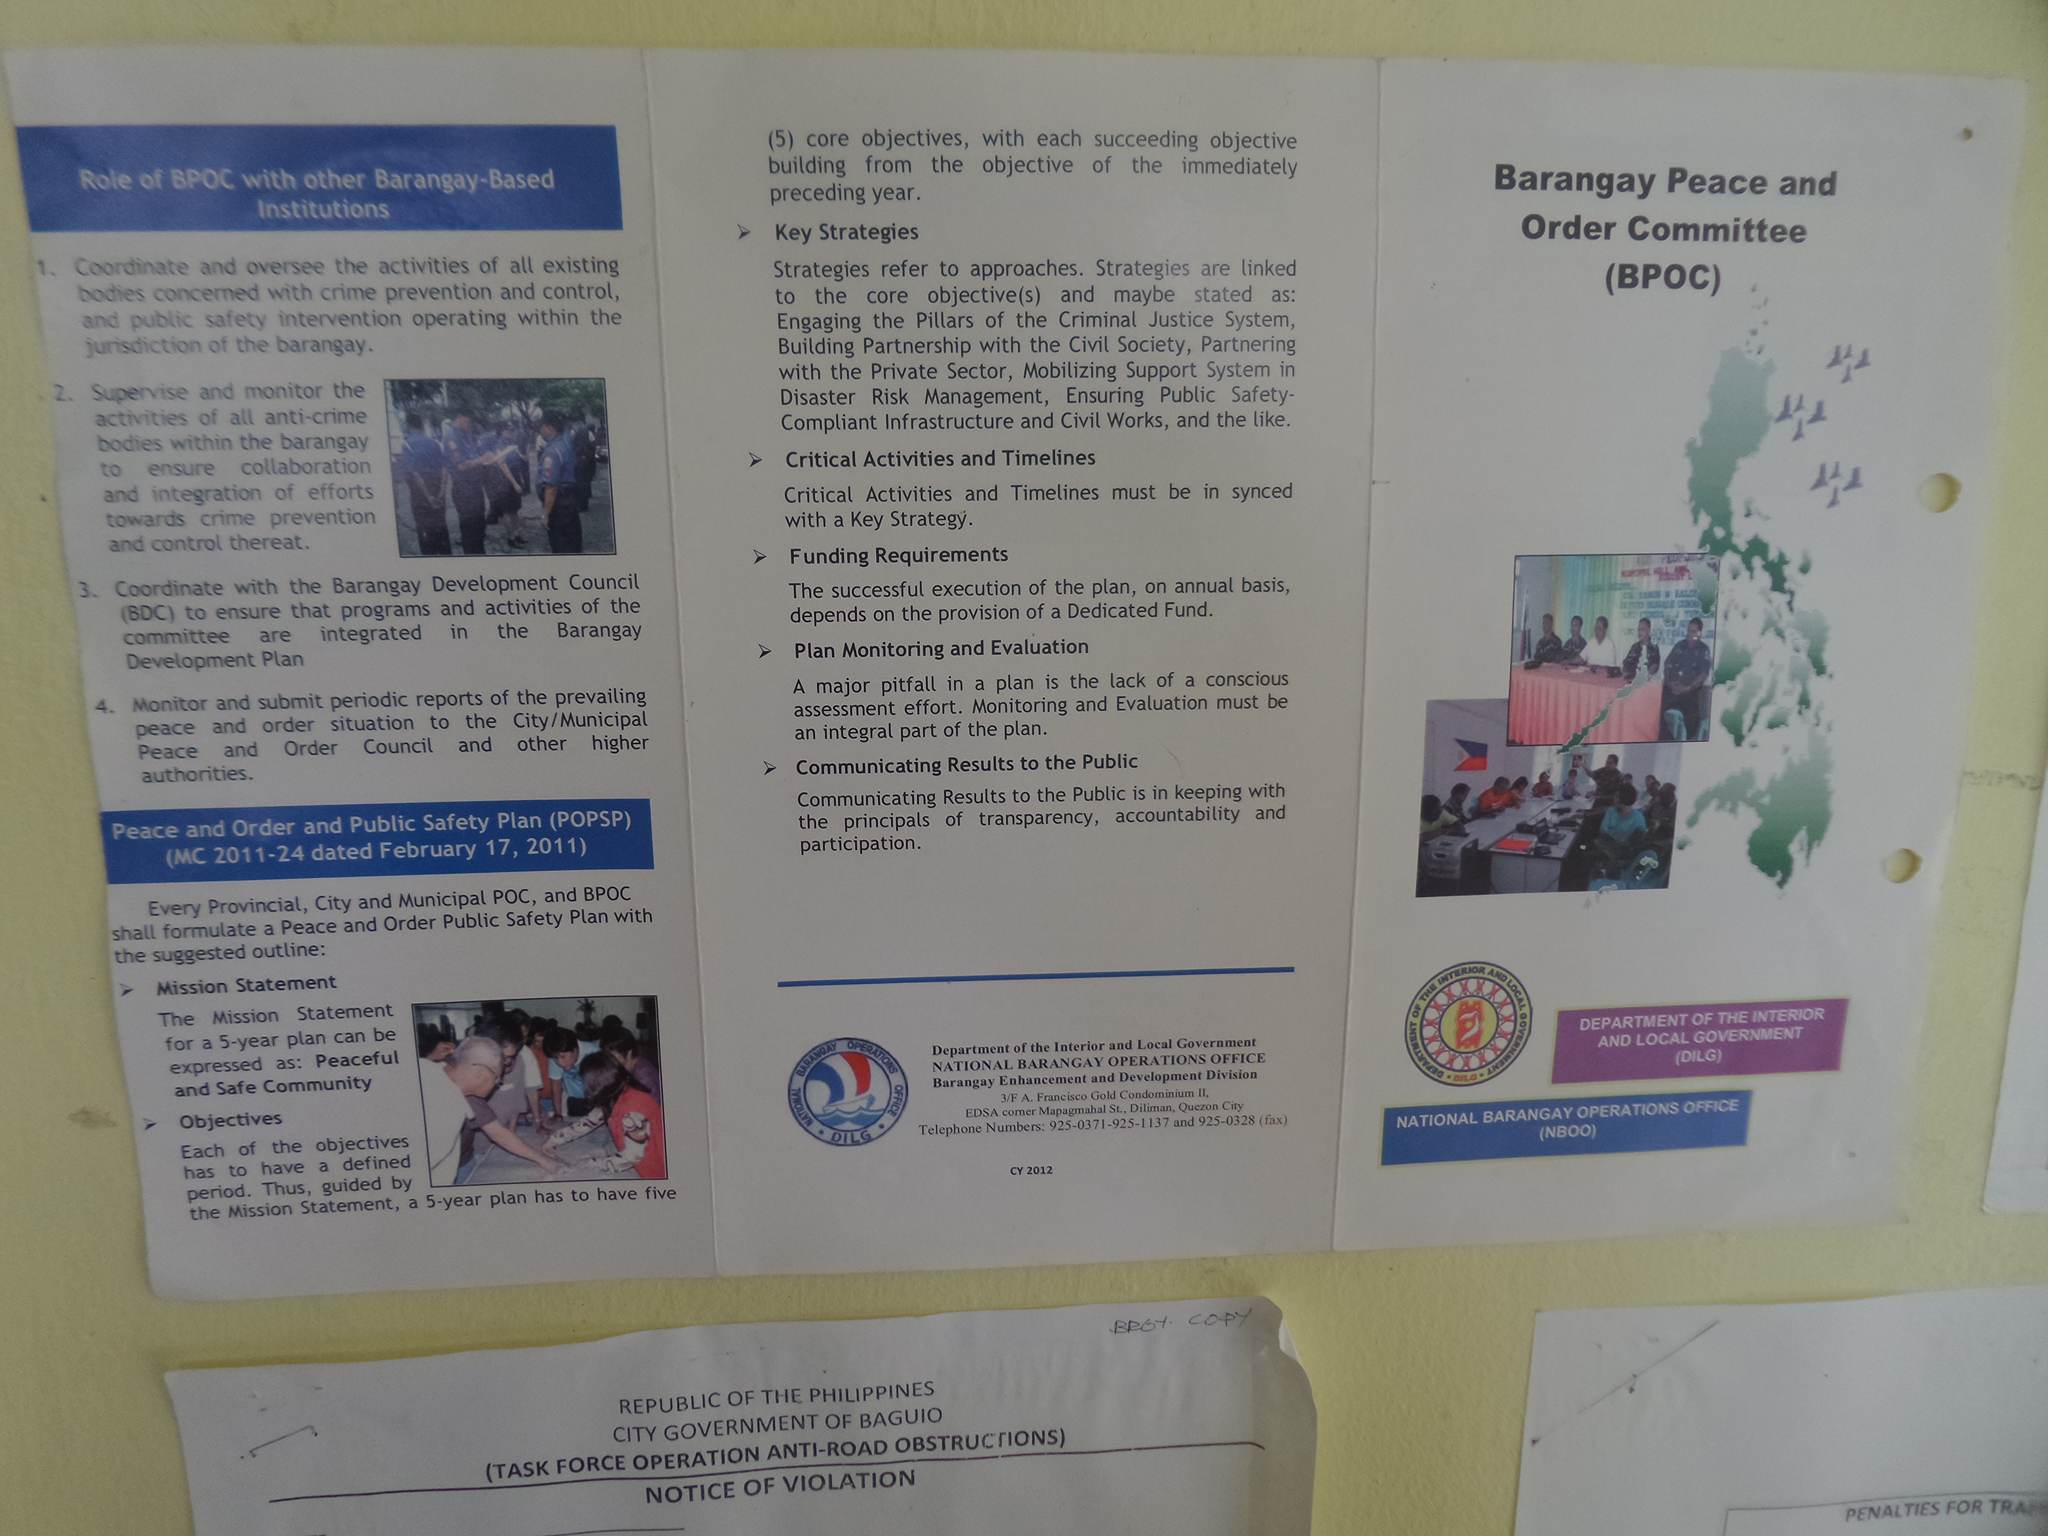 Role of BPOC with other Barangay-Based
Institutions
1. Coordinate and oversee the activities of all existing
bodies concerned with crime prevention and control,
and public safety intervention operating within the
jurisdiction of the barangay.
2. Supervise and monitor the
activities of all anti-crime
bodies within the barangay
to ensure collaboration
and integration of efforts
towards crime prevention
and control thereat.
3. Coordinate with the Barangay Development Council
(BDC) to ensure that programs and activities of the
committee are integrated in the Barangay
Development Plan
4. Monitor and submit periodic reports of the prevailing
peace and order situation to the City/Municipal
Peace and Order Council and other higher
authorities.
Peace and Order and Public Safety Plan (POPSP)
(MC 2011-24 dated February 17, 2011)
Every Provincial, City and Municipal POC, and BPOC
shall formulate a Peace and Order Public Safety Plan with
the suggested outline:
➢ Mission Statement
The Mission Statement
for a 5-year plan can be
expressed as: Peaceful
and Safe Community
➢ Objectives
Each of the objectives
has to have a defined
period. Thus, guided by
the Mission Statement, a 5-year plan has to have five
(5) core objectives, with each succeeding objective
building from the objective of the immediately
preceding year.
➢ Key Strategies
Strategies refer to approaches. Strategies are linked
to the core objective(s) and maybe stated as:
Engaging the Pillars of the Criminal Justice System,
Building Partnership with the Civil Society, Partnering
with the Private Sector, Mobilizing Support System in
Disaster Risk Management, Ensuring Public Safety-
Compliant Infrastructure and Civil Works, and the like.
➢ Critical Activities and Timelines
Critical Activities and Timelines must be in synced
with a Key Strategy.
➢ Funding Requirements
The successful execution of the plan, on annual basis,
depends on the provision of a Dedicated Fund.
➢ Plan Monitoring and Evaluation
A major pitfall in a plan is the lack of a conscious
assessment effort. Monitoring and Evaluation must be
an integral part of the plan.
➢ Communicating Results to the Public
Communicating Results to the Public is in keeping with
the principals of transparency, accountability and
participation.
NATIONAL BARANGAY OPERATIONS OFFICE
DILG
Department of the Interior and Local Government
NATIONAL BARANGAY OPERATIONS OFFICE
Barangay Enhancement and Development Division
3/F A. Francisco Gold Condominium II,
EDSA corner Mapagmahal St., Diliman, Quezon City
Telephone Numbers: 925-0371-925-1137 and 925-0328 (fax)
CY 2012
Barangay Peace and
Order Committee
(BPOC)
DEPARTMENT OF THE INTERIOR AND LOCAL GOVERNMENT
DILG
DEPARTMENT OF THE INTERIOR
AND LOCAL GOVERNMENT
(DILG)
NATIONAL BARANGAY OPERATIONS OFFICE
(NBOO)
BRGY. COPY
REPUBLIC OF THE PHILIPPINES
CITY GOVERNMENT OF BAGUIO
(TASK FORCE OPERATION ANTI-ROAD OBSTRUCTIONS)
NOTICE OF VIOLATION
PENALTIES FOR